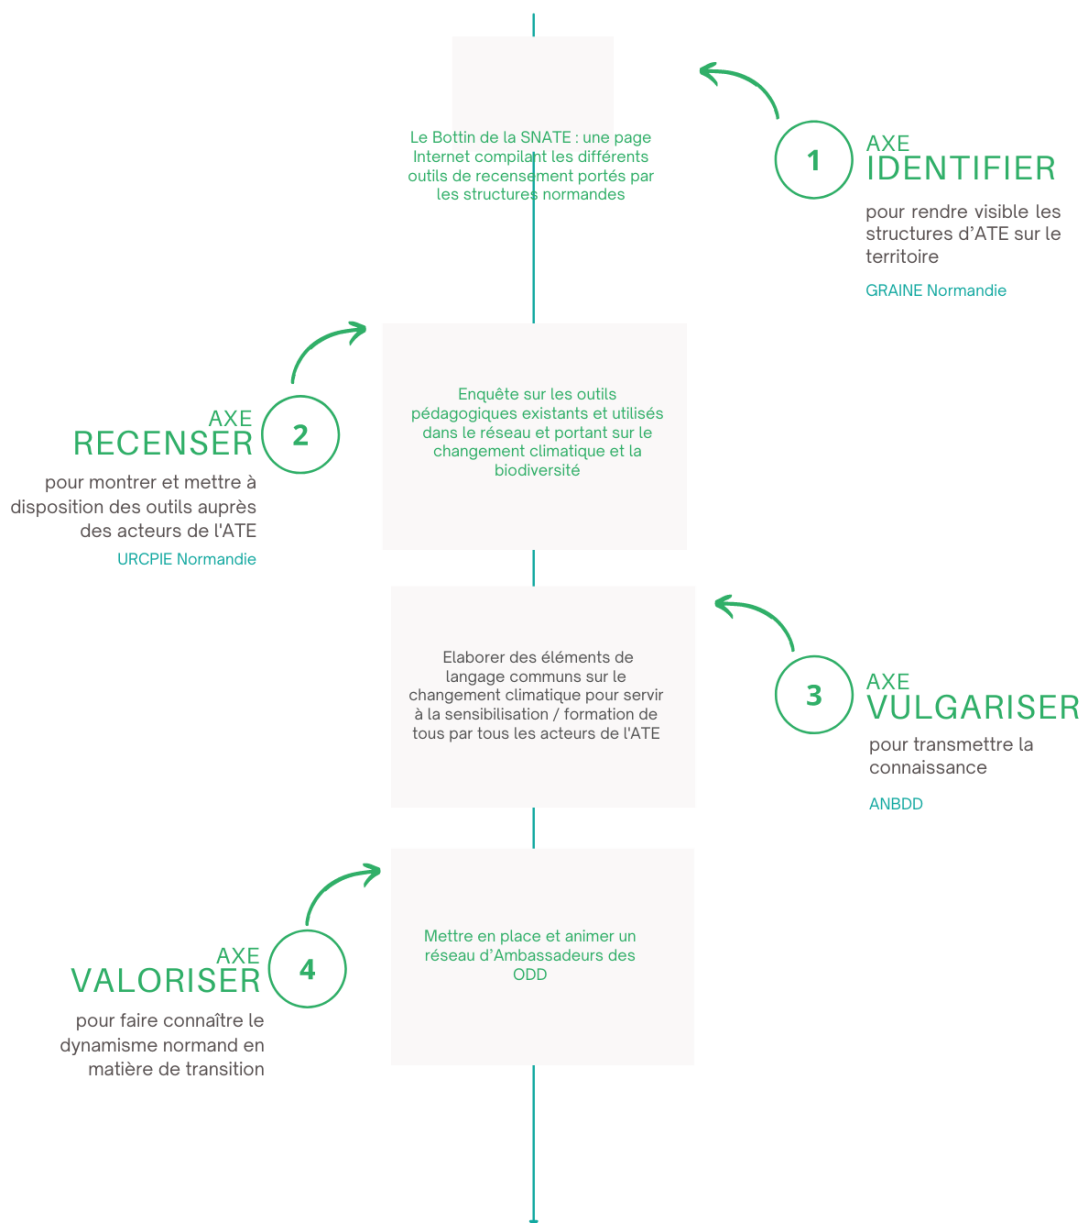 Le Bottin de la SNATE : une page
Internet compilant les différents
outils de recensement portés par
les structures normandes
1
AXE
IDENTIFIER
pour rendre visible les
structures d’ATE sur le
territoire
GRAINE Normandie
AXE
RECENSER
2
pour montrer et mettre à
disposition des outils auprès
des acteurs de l'ATE
URCPIE Normandie
Enquête sur les outils
pédagogiques existants et utilisés
dans le réseau et portant sur le
changement climatique et la
biodiversité
Elaborer des éléments de
langage communs sur le
changement climatique pour servir
à la sensibilisation / formation de
tous par tous les acteurs de l'ATE
3
AXE
VULGARISER
pour transmettre la
connaissance
ANBDD
AXE
VALORISER
4
pour faire connaître le
dynamisme normand en
matière de transition
Mettre en place et animer un
réseau d’Ambassadeurs des
ODD